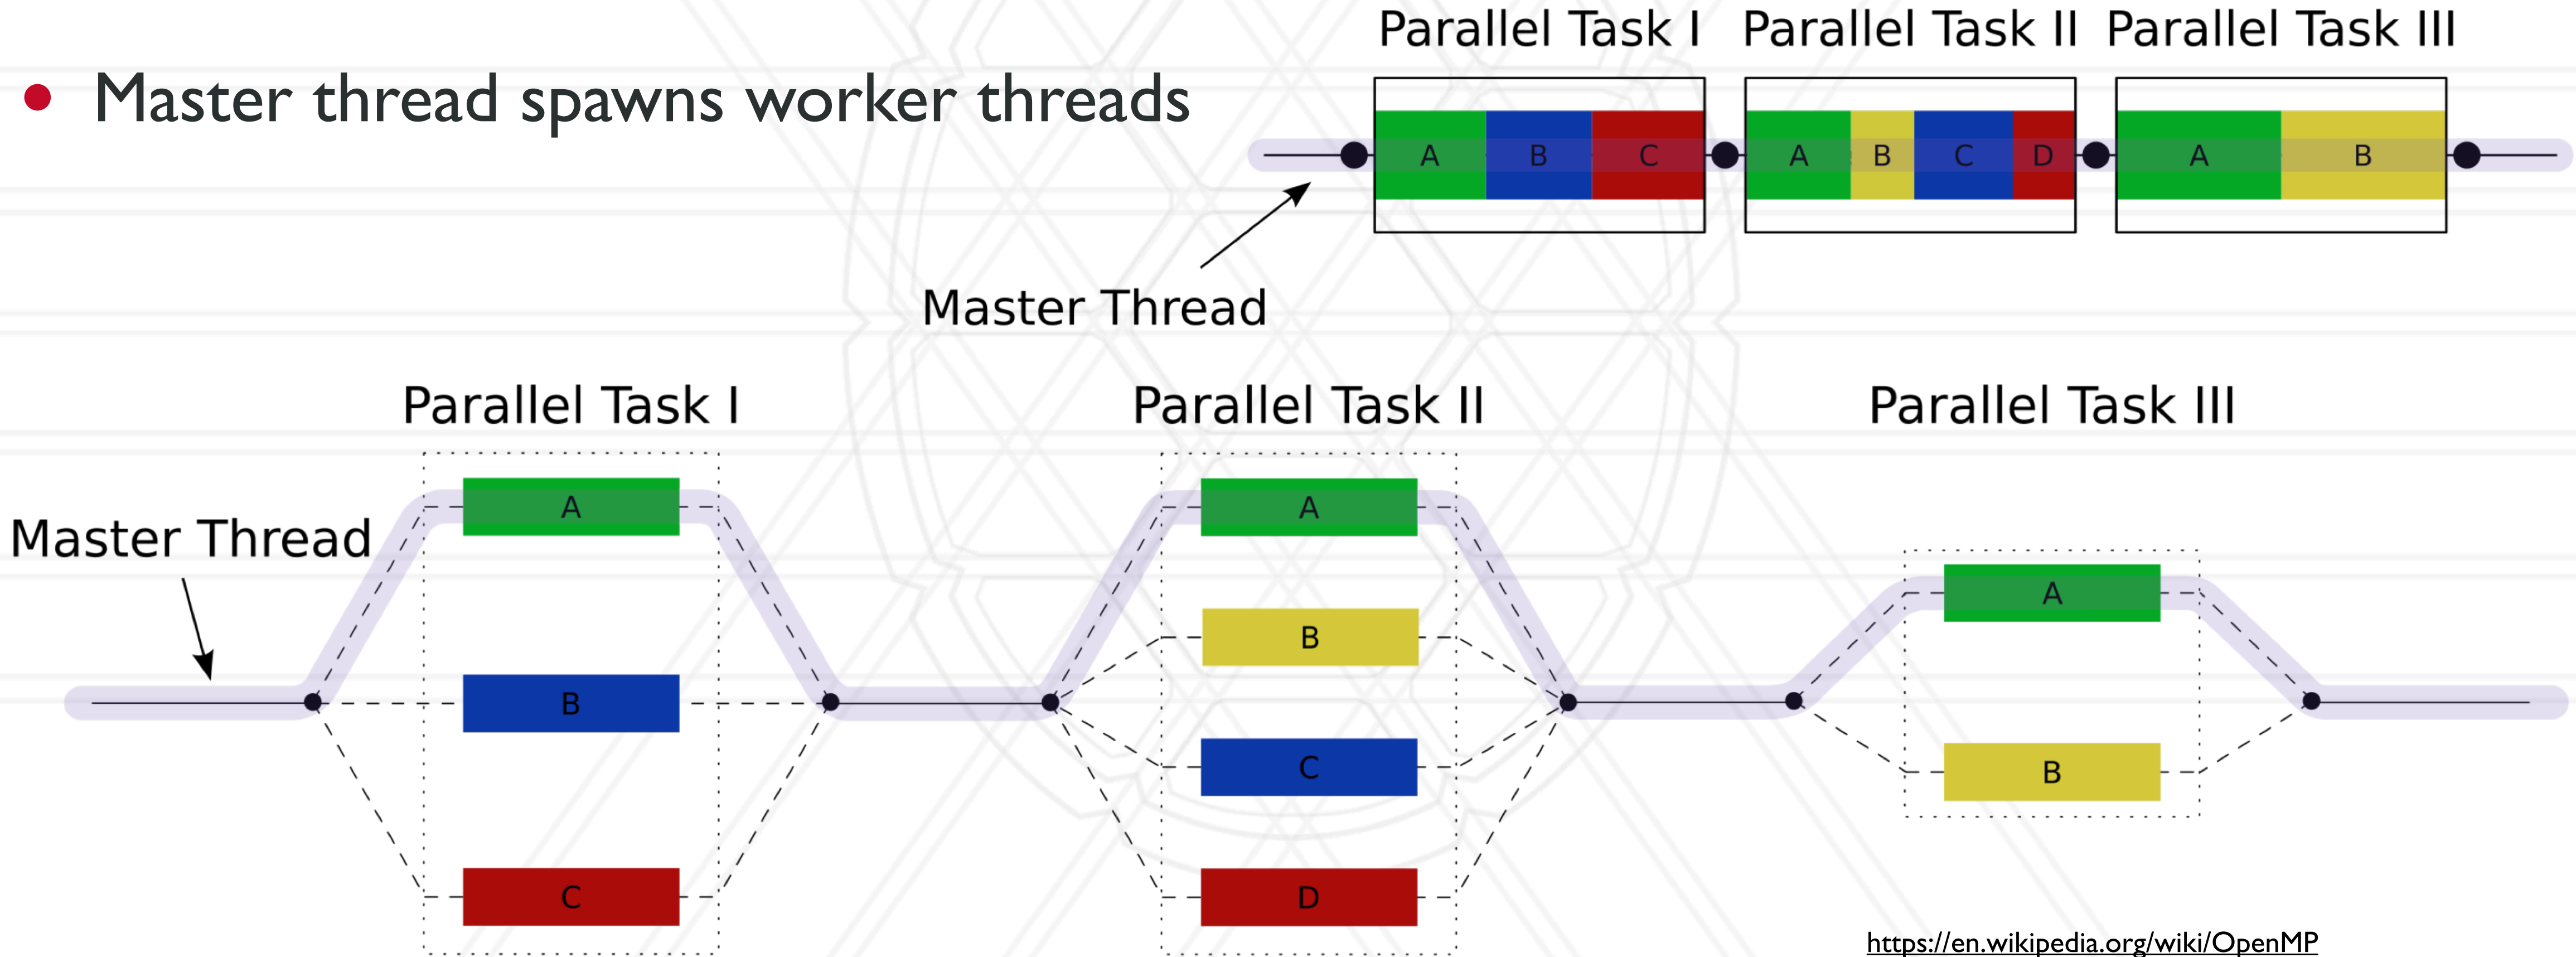 Parallel Task I Parallel Task II Parallel Task III
• Master thread spawns worker threads
A B C A B C D A B
Master Thread
Parallel Task I Parallel Task II Parallel Task III
A A
Master Thread
A
B
B
C
B
C D
https://en.wikipedia.org/wiki/OpenMP